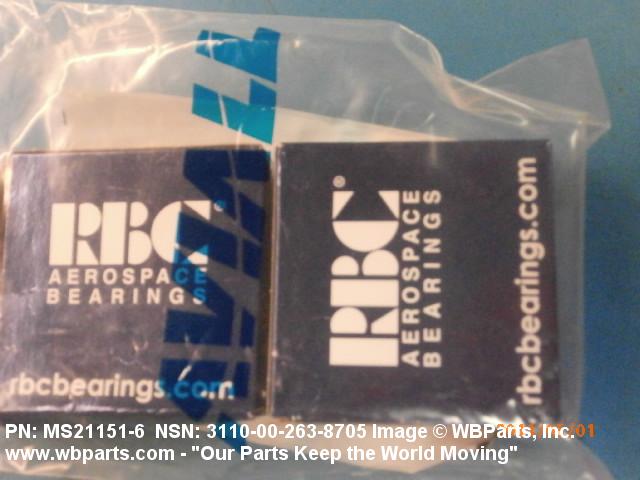 RBC®
AEROSPACE
BEARINGS
rbcbearings.com
RBC®
AEROSPACE
BEARINGS
rbcbearings.com
PN: MS21151-6 NSN: 3110-00-263-8705 Image © WBParts, Inc.
www.wbparts.com - "Our Parts Keep the World Moving"